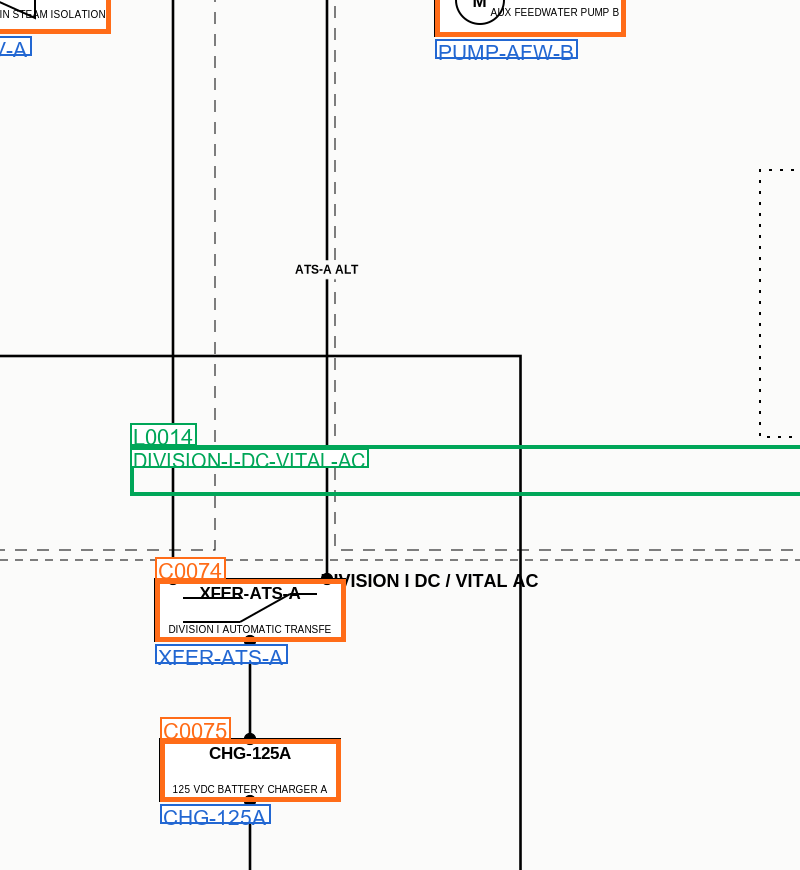 IN STEAM ISOLATION
V-A
M
AUX FEEDWATER PUMP B
PUMP-AFW-B
ATS-A ALT
L0014
DIVISION-I-DC-VITAL-AC
C0074
DIVISION I DC / VITAL AC
XFER-ATS-A
DIVISION I AUTOMATIC TRANSFE
XFER-ATS-A
C0075
CHG-125A
125 VDC BATTERY CHARGER A
CHG-125A